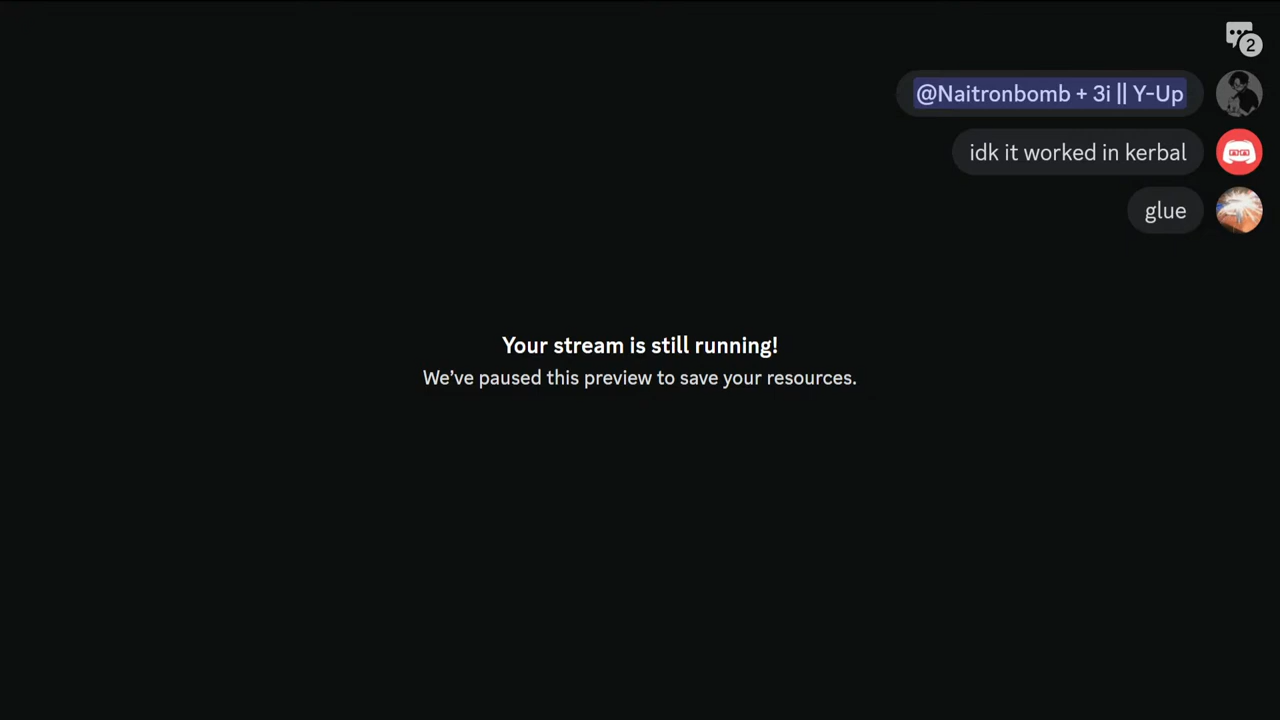 2
@Naitronbomb + 3i || Y-Up
idk it worked in kerbal
glue
Your stream is still running!
We’ve paused this preview to save your resources.